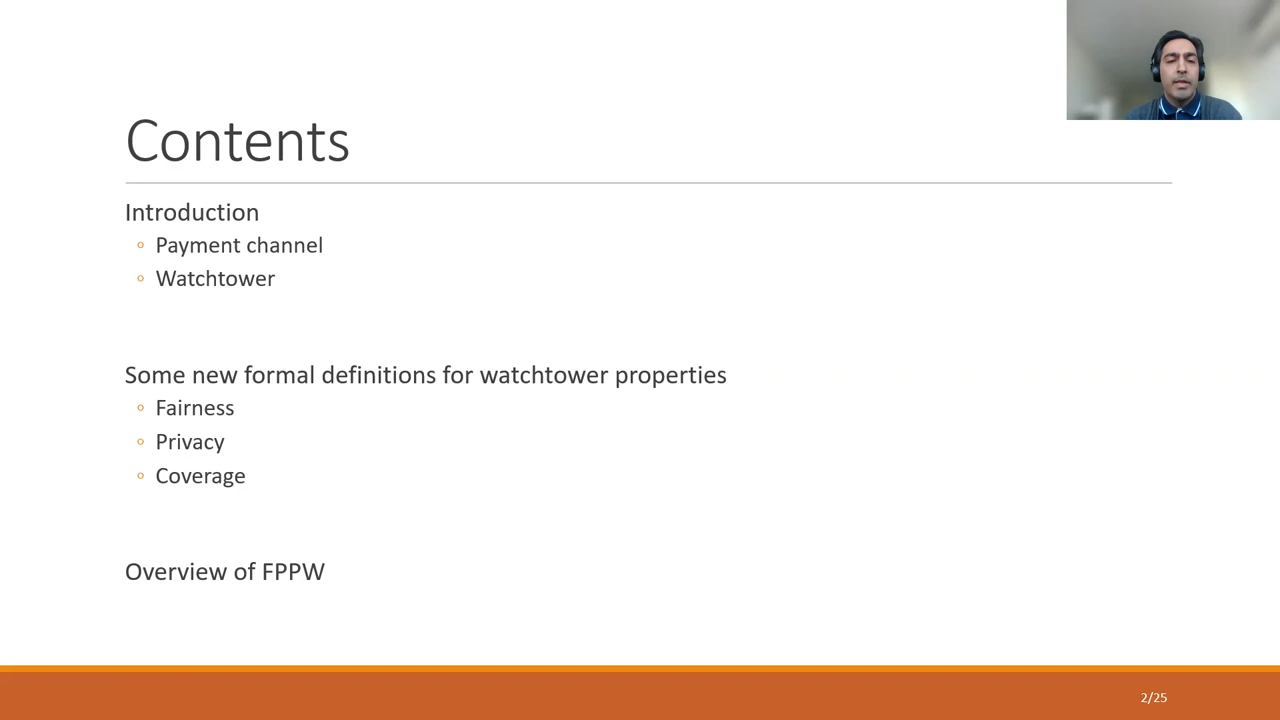 Contents
Introduction
Payment channel
Watchtower
Some new formal definitions for watchtower properties
Fairness
Privacy
Coverage
Overview of FPPW
2/25